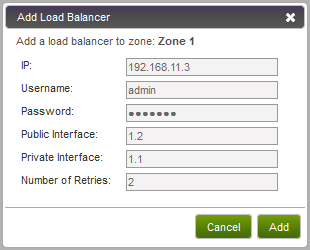 Add Load Balancer
Add a load balancer to zone: Zone 1
IP: 192.168.11.3
Username: admin
Password: •••••••
Public Interface: 1.2
Private Interface: 1.1
Number of Retries: 2
Cancel Add